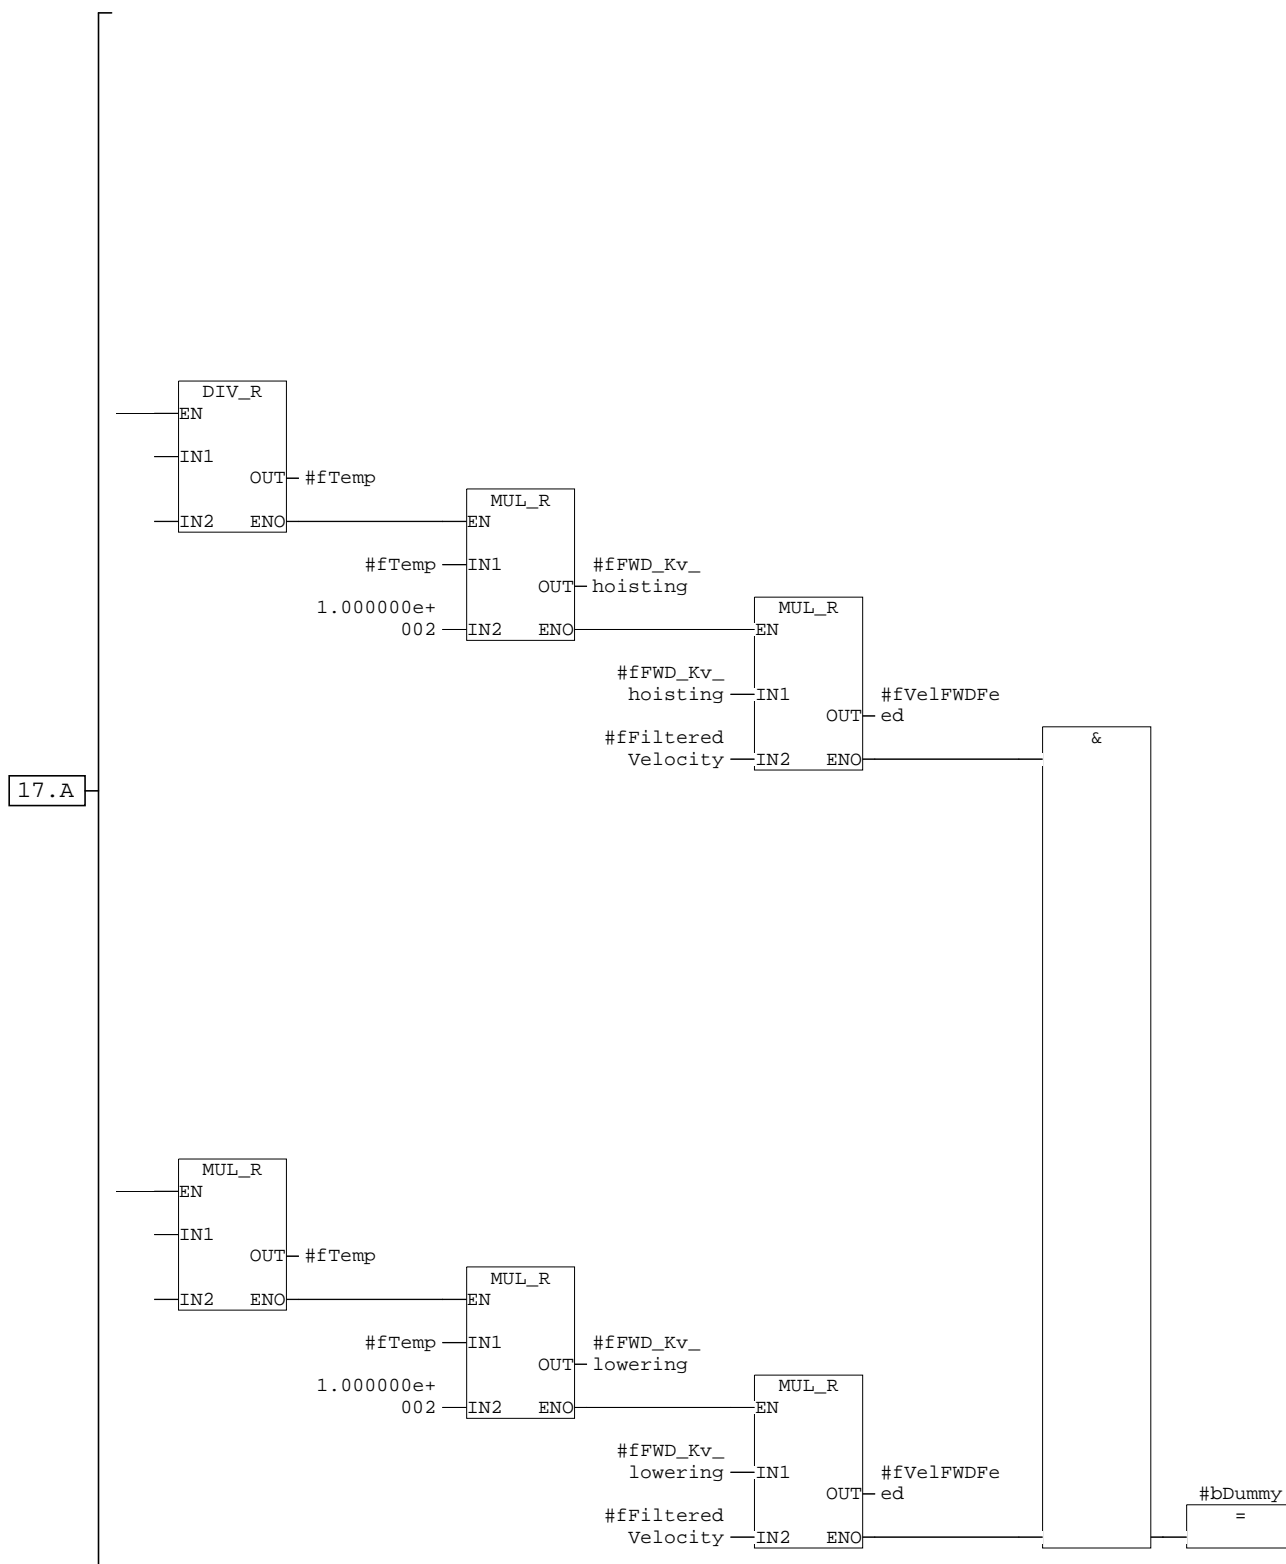 DIV_R
EN
IN1
OUT #fTemp
IN2 ENO
MUL_R
EN
#fTemp IN1 #fFWD_Kv_
OUT hoisting
1.000000e+
002 IN2 ENO
MUL_R
EN
#fFWD_Kv_
hoisting IN1 #fVelFWDFe
OUT ed
#fFiltered
Velocity IN2 ENO
&
17.A
MUL_R
EN
IN1
OUT #fTemp
IN2 ENO
MUL_R
EN
#fTemp IN1 #fFWD_Kv_
OUT lowering
1.000000e+
002 IN2 ENO
MUL_R
EN
#fFWD_Kv_
lowering IN1 #fVelFWDFe
OUT ed
#fFiltered
Velocity IN2 ENO
#bDummy
=